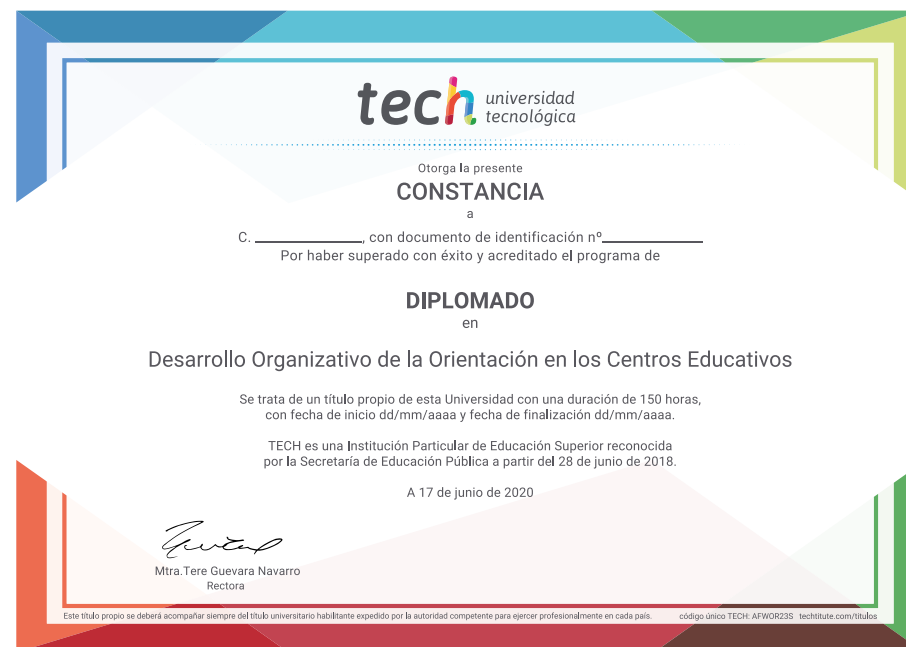 tech universidad
tecnológica
Otorga la presente
CONSTANCIA
a
C. ______________, con documento de identificación nº______________
Por haber superado con éxito y acreditado el programa de
DIPLOMADO
en
Desarrollo Organizativo de la Orientación en los Centros Educativos
Se trata de un título propio de esta Universidad con una duración de 150 horas,
con fecha de inicio dd/mm/aaaa y fecha de finalización dd/mm/aaaa.
TECH es una Institución Particular de Educación Superior reconocida
por la Secretaría de Educación Pública a partir del 28 de junio de 2018.
A 17 de junio de 2020
Mtra.Tere Guevara Navarro
Rectora
Este título propio se deberá acompañar siempre del título universitario habilitante expedido por la autoridad competente para ejercer profesionalmente en cada país. código único TECH: AFWOR23S techtitute.com/titulos